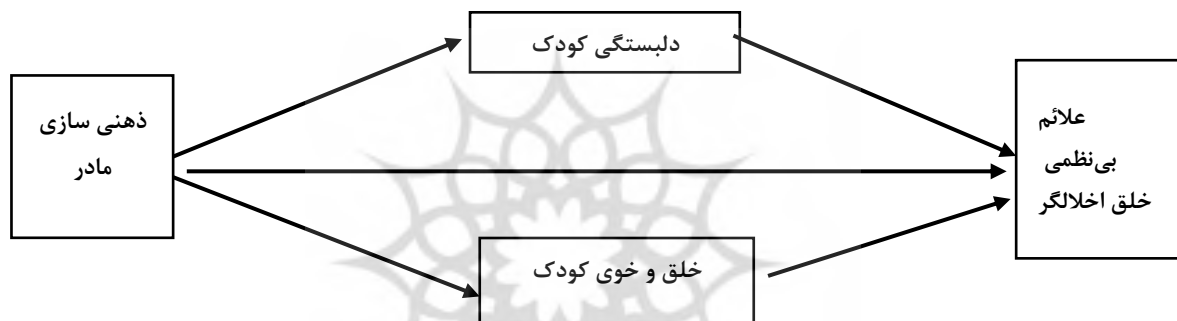 دلبستگی کودک
ذهنی سازی
مادر
علائم
بی‌نظمی
خلق اخلالگر
خلق و خوی کودک